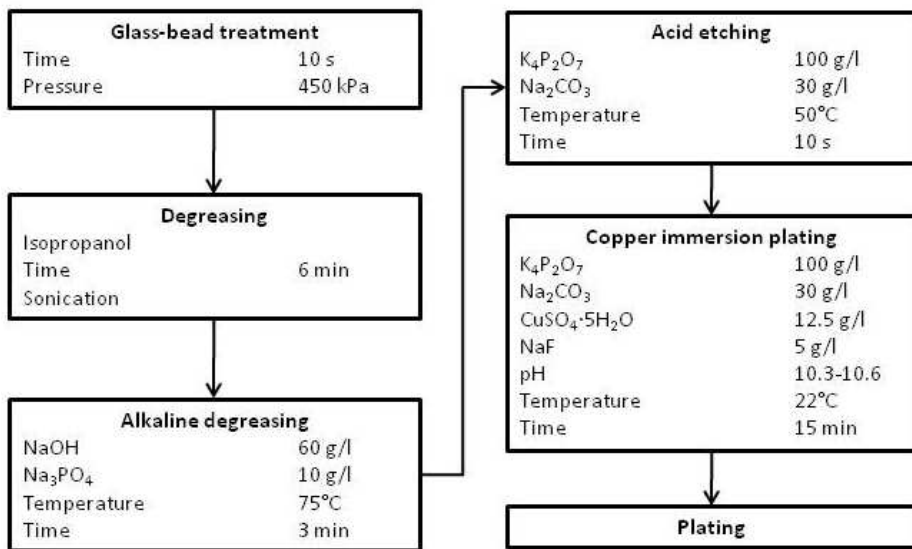 Glass-bead treatment
Time 10 s
Pressure 450 kPa
Degreasing
Isopropanol
Time 6 min
Sonication
Alkaline degreasing
NaOH 60 g/l
Na₃PO₄ 10 g/l
Temperature 75°C
Time 3 min
Acid etching
K₄P₂O₇ 100 g/l
Na₂CO₃ 30 g/l
Temperature 50°C
Time 10 s
Copper immersion plating
K₄P₂O₇ 100 g/l
Na₂CO₃ 30 g/l
CuSO₄·5H₂O 12.5 g/l
NaF 5 g/l
pH 10.3-10.6
Temperature 22°C
Time 15 min
Plating